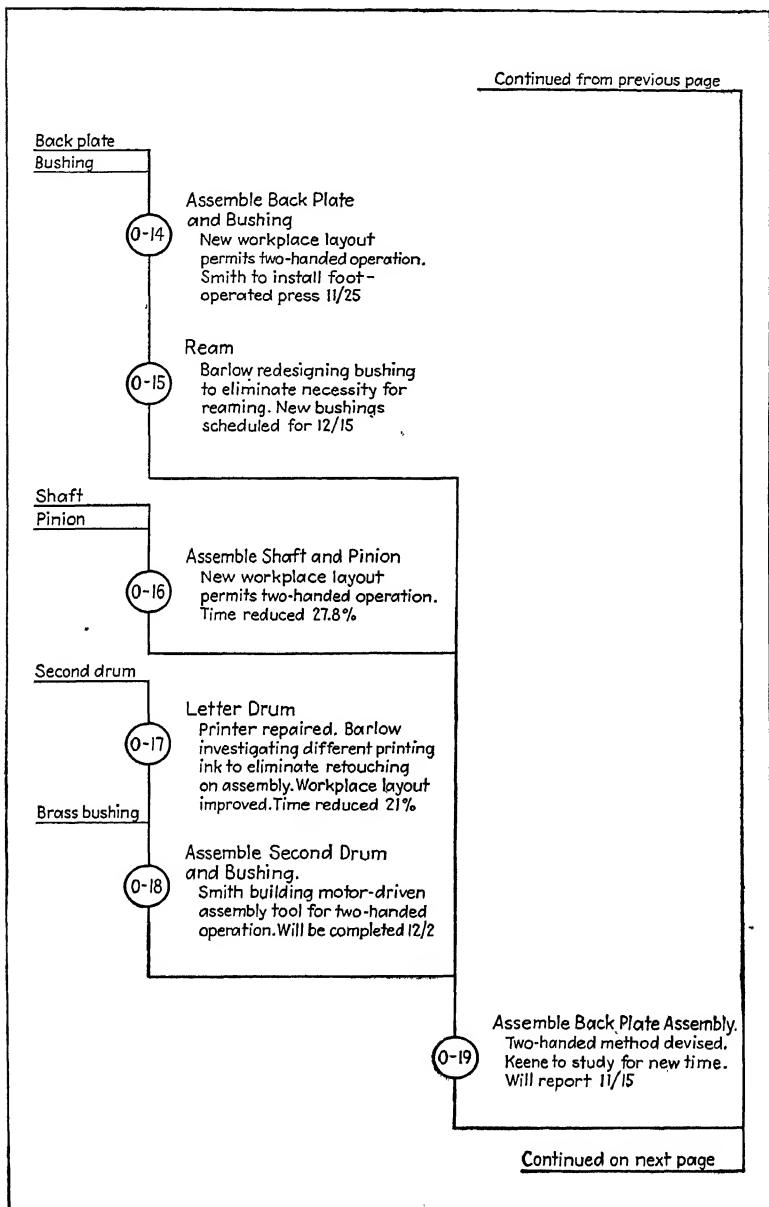 Continued from previous page
Back plate
Bushing
0-14
Assemble Back Plate
and Bushing
New workplace layout
permits two-handed operation.
Smith to install foot-
operated press 11/25
0-15
Ream
Barlow redesigning bushing
to eliminate necessity for
reaming. New bushings
scheduled for 12/15
Shaft
Pinion
0-16
Assemble Shaft and Pinion
New workplace layout
permits two-handed operation.
Time reduced 27.8%
Second drum
0-17
Letter Drum
Printer repaired. Barlow
investigating different printing
ink to eliminate retouching
on assembly. Workplace layout
improved. Time reduced 21%
Brass bushing
0-18
Assemble Second Drum
and Bushing.
Smith building motor-driven
assembly tool for two-handed
operation. Will be completed 12/2
0-19
Assemble Back Plate Assembly.
Two-handed method devised.
Keene to study for new time.
Will report 11/15
Continued on next page